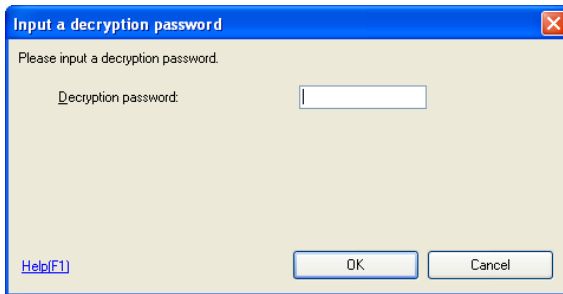 Input a decryption password
Please input a decryption password.
Decryption password:
Help(F1)
OK
Cancel